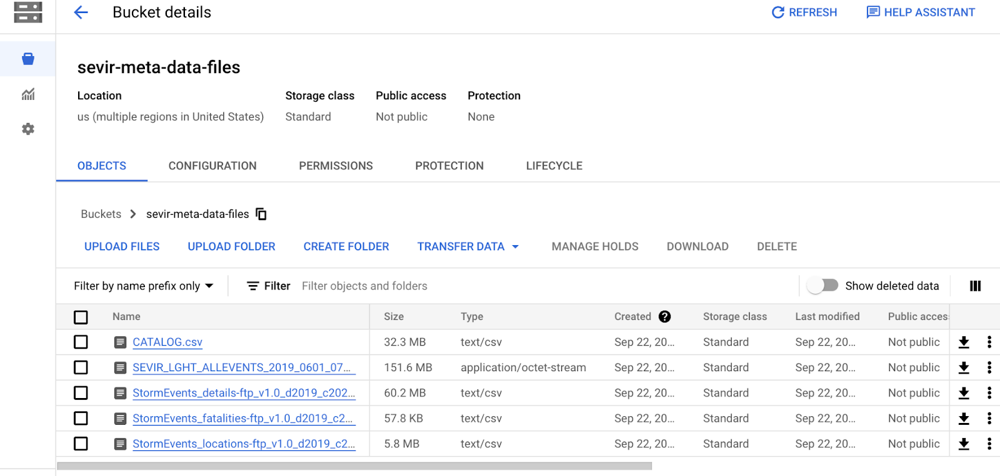 Bucket details
REFRESH
HELP ASSISTANT
sevir-meta-data-files
Location Storage class Public access Protection
us (multiple regions in United States) Standard Not public None
OBJECTS CONFIGURATION PERMISSIONS PROTECTION LIFECYCLE
Buckets sevir-meta-data-files
UPLOAD FILES UPLOAD FOLDER CREATE FOLDER TRANSFER DATA MANAGE HOLDS DOWNLOAD DELETE
Filter by name prefix only Filter Filter objects and folders Show deleted data
Name Size Type Created ? Storage class Last modified Public acces
CATALOG.csv 32.3 MB text/csv Sep 22, 20... Standard Sep 22, 20... Not public
SEVIR_LGHT_ALLEVENTS_2019_0601_07... 151.6 MB application/octet-stream Sep 22, 20... Standard Sep 22, 20... Not public
StormEvents_details-ftp_v1.0_d2019_c202... 60.2 MB text/csv Sep 22, 20... Standard Sep 22, 20... Not public
StormEvents_fatalities-ftp_v1.0_d2019_c2... 57.8 KB text/csv Sep 22, 20... Standard Sep 22, 20... Not public
StormEvents_locations-ftp_v1.0_d2019_c2... 5.8 MB text/csv Sep 22, 20... Standard Sep 22, 20... Not public